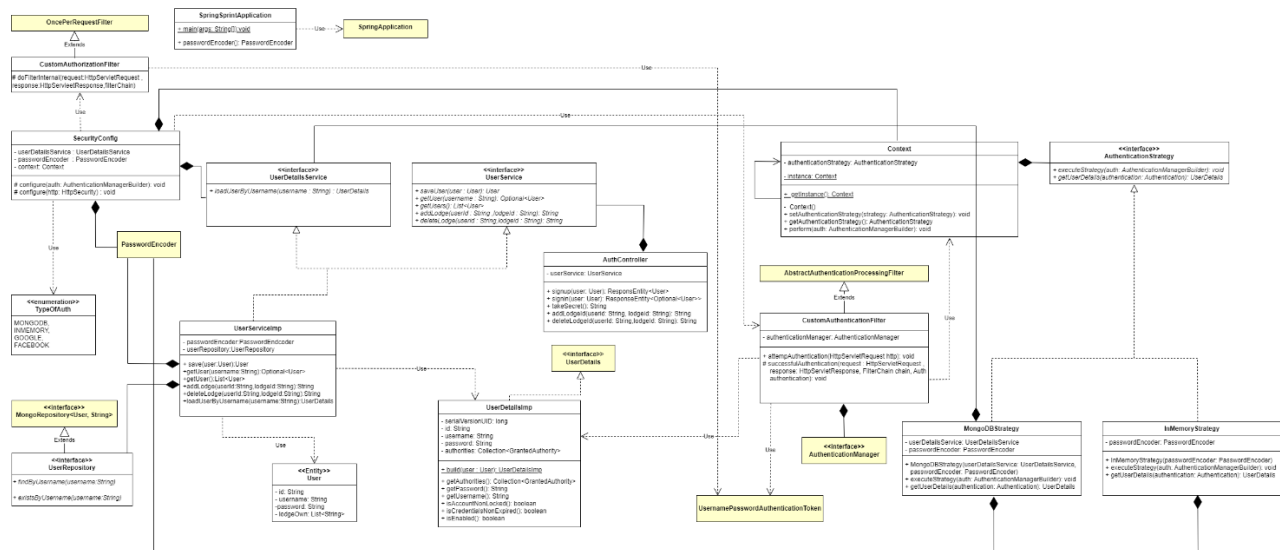 OncePerRequestFilter
Extends
CustomAuthorizationFilter
# doFilterInternal(request:HttpServletRequest ,
response:HttpServleetResponse,filterChain)
Use
SpringSprintApplication
+ main(args: String[]):void
+ passwordEncoder(): PasswordEncoder
Use
SpringApplication
Use
SecurityConfig
- userDetailsService : UserDetailsService
- passwordEncoder : PasswordEncoder
- context: Context
# configure(auth: AuthenticationManagerBuilder): void
# configure(http: HttpSecurity) : void
Use
Use
<<interface>>
UserDetailsService
+ loadUserByUsername(username : String) : UserDetails
<<interface>>
UserService
+ saveUser(user : User): User
+ getUser(username : String): Optional<User>
+ getUsers(): List<User>
+ addLodge(userId : String ,lodgeId : String): String
+ deleteLodge(userId : String,lodgeId : String): String
Context
- authenticationStrategy: AuthenticationStrategy
- instance: Context
+ getInstance(): Context
- Context()
+ setAuthenticationStrategy(strategy: AuthenticationStrategy): void
+ getAuthenticationStrategy(): AuthenticationStrategy
+ perform(auth: AuthenticationManagerBuilder): void
<<interface>>
AuthenticationStrategy
+ executeStrategy(auth: AuthenticationManagerBuilder): void
+ getUserDetails(authentication: Authentication): UserDetails
PasswordEncoder
<<enumeration>>
TypeOfAuth
MONGODB,
INMEMORY,
GOOGLE,
FACEBOOK
AuthController
- userService: UserService
+ signup(user: User): ResponsEntity<User>
+ signin(user: User): ResponseEntity<Optional<User>>
+ takeSecret(): String
+ addLodgeId(userId: String, lodgeId: String): String
+ deleteLodgeId(userId: String,lodgeId: String): String
AbstractAuthenticationProcessingFilter
Extends
Use
CustomAuthenticationFilter
- authenticationManager: AuthenticationManager
+ attempAuthentication(HttpServletRequest http): void
# successfulAuthentication(request : HttpServletRequest ,
response: HttpServletResponse, FilterChain chain, Auth
authentication): void
UserServiceImp
- passwordEncoder:PasswordEndcoder
- userRepository:UserRepository
+ save(user:User):User
+getUser(username:String):Optional<User>
+getUser():List<User>
+addLodge(userId:String,lodgeId:String):String
+deleteLodge(userId:String,lodgeId:String):String
+loadUserByUsername(username:String):UserDetails
<<interface>>
UserDetails
Use
Use
<<interface>>
MongoRepository<User, String>
Extends
<<interface>>
UserRepository
+findByUsername(username:String)
+existsByUsername(username:String)
Use
<<Entity>>
User
- id: String
- username: String
-password: String
- lodgeOwn: List<String>
UserDetailsImp
- serialVersionUID: long
- id: String
- username: String
- password: String
- authorities: Collection<GrantedAuthority>
+ build(user : User): UserDetailsImp
+ getAuthorities(): Collection<GrantedAuthority>
+ getPassword(): String
+ getUsername(): String
+ isAccountNonLocked(): boolean
+ isCredentialsNonExpired(): boolean
+ isEnabled(): boolean
Use
<<interface>>
AuthenticationManager
UsernamePasswordAuthenticationToken
MongoDBStrategy
- userDetailsService: UserDetailsService
- passwordEncoder: PasswordEncoder
+ MongoDBStrategy(userDetailsService: UserDetailsService,
passwordEncoder: PasswordEncoder)
+ executeStrategy(auth: AuthenticationManagerBuilder): void
+ getUserDetails(authentication: Authentication): UserDetails
InMemoryStrategy
- passwordEncoder: PasswordEncoder
+ InMemoryStrategy(passwordEncoder: PasswordEncoder)
+ executeStrategy(auth: AuthenticationManagerBuilder): void
+ getUserDetails(authentication: Authentication): UserDetails